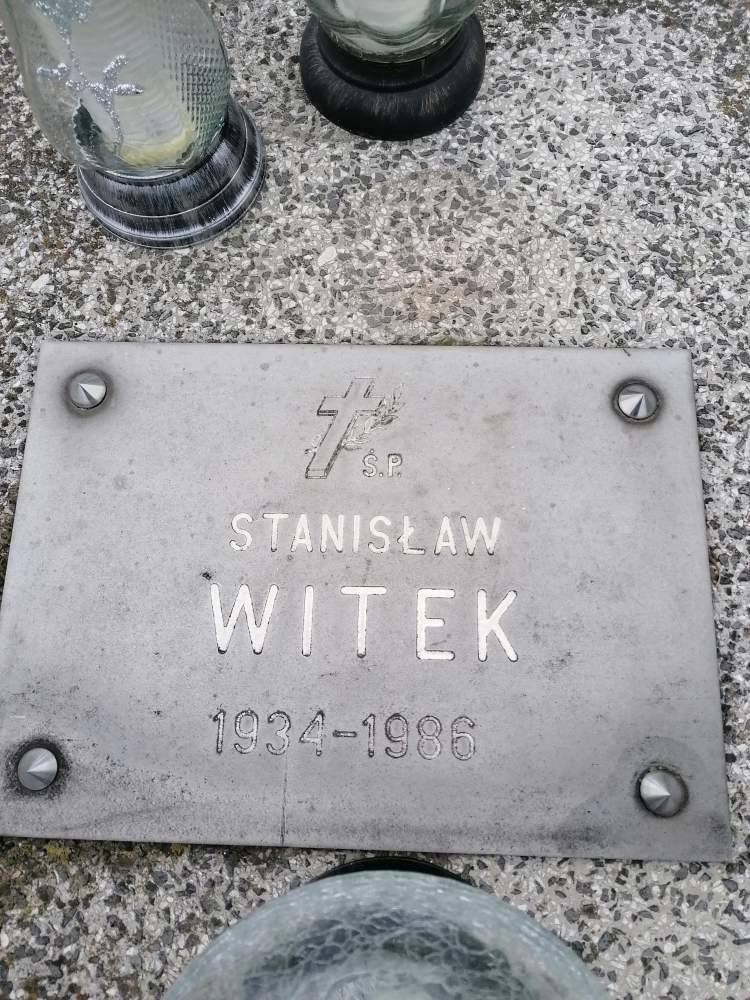 Ś.P.
STANISŁAW
WITEK
1934-1986